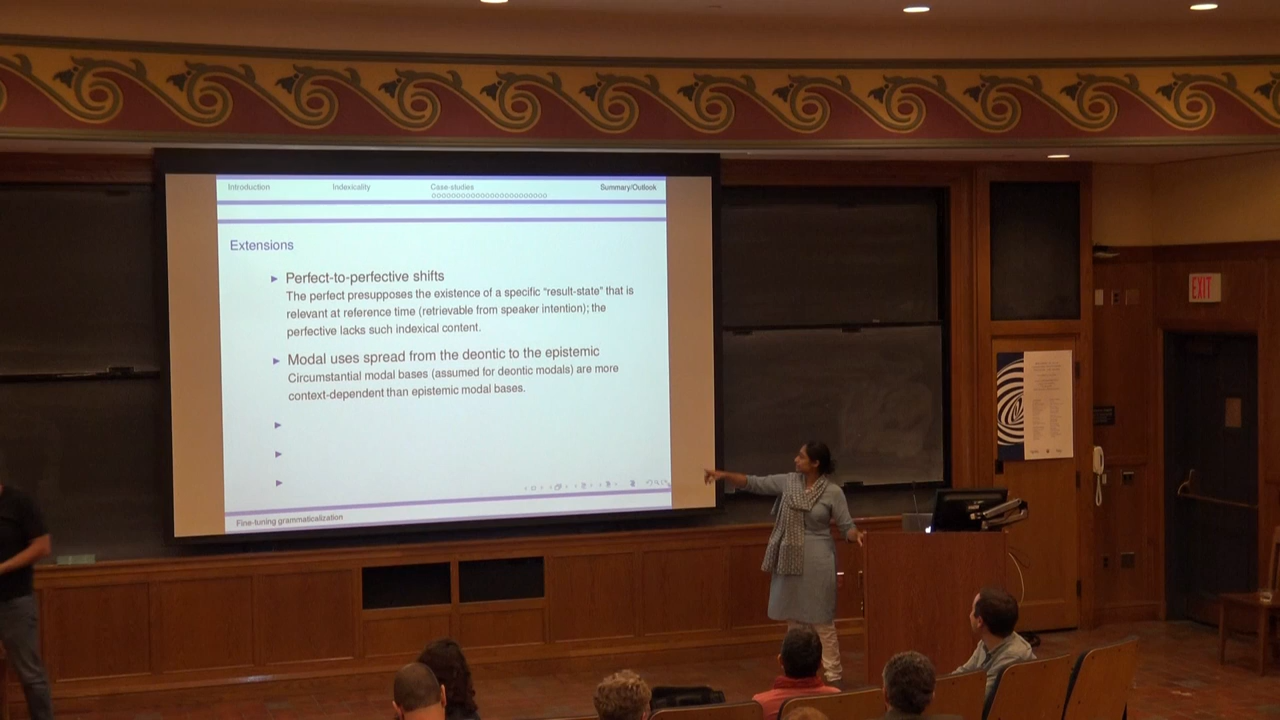 Introduction Indexicality Case-studies Summary/Outlook
Extensions
Perfect-to-perfective shifts
The perfect presupposes the existence of a specific “result-state” that is
relevant at reference time (retrievable from speaker intention); the
perfective lacks such indexical content.
Modal uses spread from the deontic to the epistemic
Circumstantial modal bases (assumed for deontic modals) are more
context-dependent than epistemic modal bases.
Fine-tuning grammaticalization
EXIT